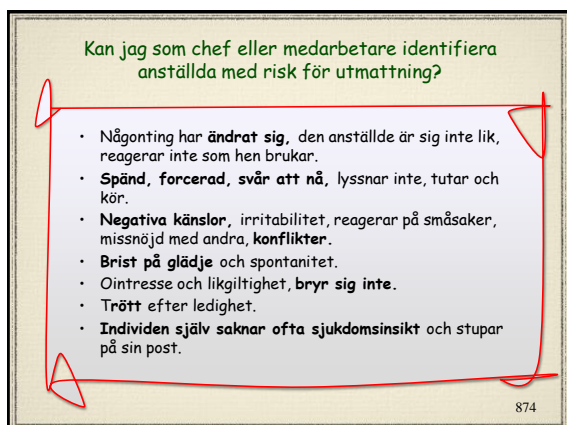 Kan jag som chef eller medarbetare identifiera
anställda med risk för utmattning?
• Någonting har ändrat sig, den anställde är sig inte lik,
reagerar inte som hen brukar.
• Spänd, forcerad, svår att nå, lyssnar inte, tutar och
kör.
• Negativa känslor, irritabilitet, reagerar på småsaker,
missnöjd med andra, konflikter.
• Brist på glädje och spontanitet.
• Ointresse och likgiltighet, bryr sig inte.
• Trött efter ledighet.
• Individen själv saknar ofta sjukdomsinsikt och stupar
på sin post.
874